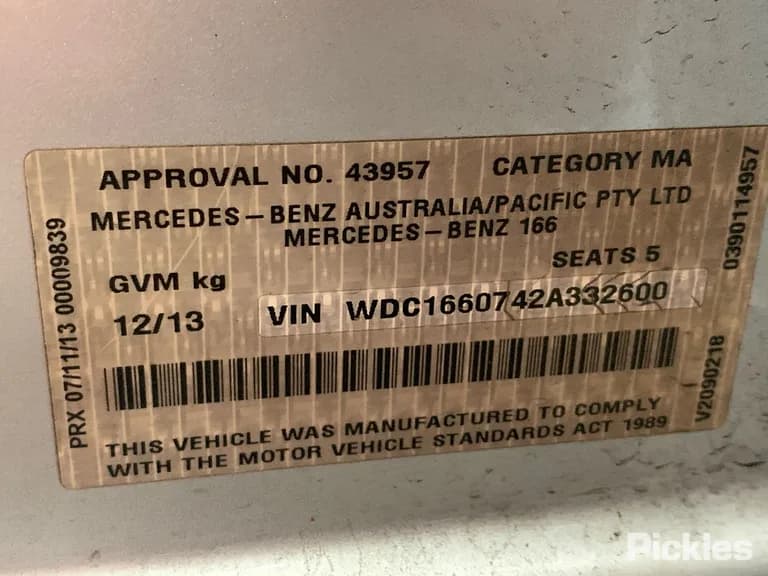 APPROVAL NO. 43957 CATEGORY MA
MERCEDES-BENZ AUSTRALIA/PACIFIC PTY LTD
MERCEDES-BENZ 166
GVM kg SEATS 5
12/13 VIN WDC1660742A332600
THIS VEHICLE WAS MANUFACTURED TO COMPLY
WITH THE MOTOR VEHICLE STANDARDS ACT 1989
PRX 07/11/13 00009839
V2090218 0390114957
Pickles